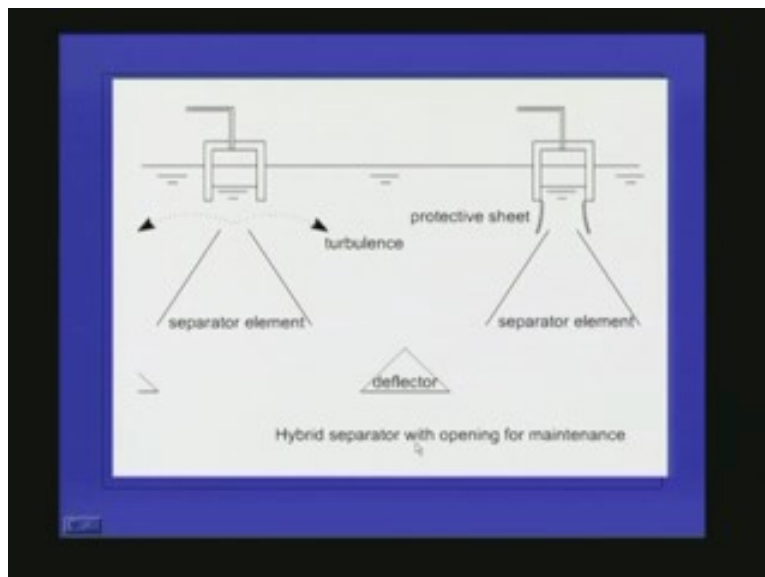 protective sheet
turbulence
separator element
separator element
deflector
Hybrid separator with opening for maintenance